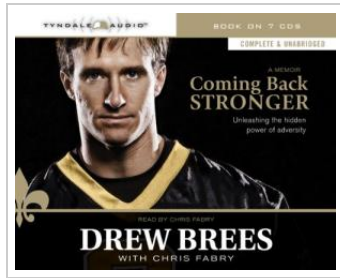 TYNDALE AUDIO™
BOOK ON 7 CDS
COMPLETE & UNABRIDGED
A MEMOIR
Coming Back
STRONGER
Unleashing the hidden
power of adversity
READ BY CHRIS FABRY
DREW BREES
WITH CHRIS FABRY